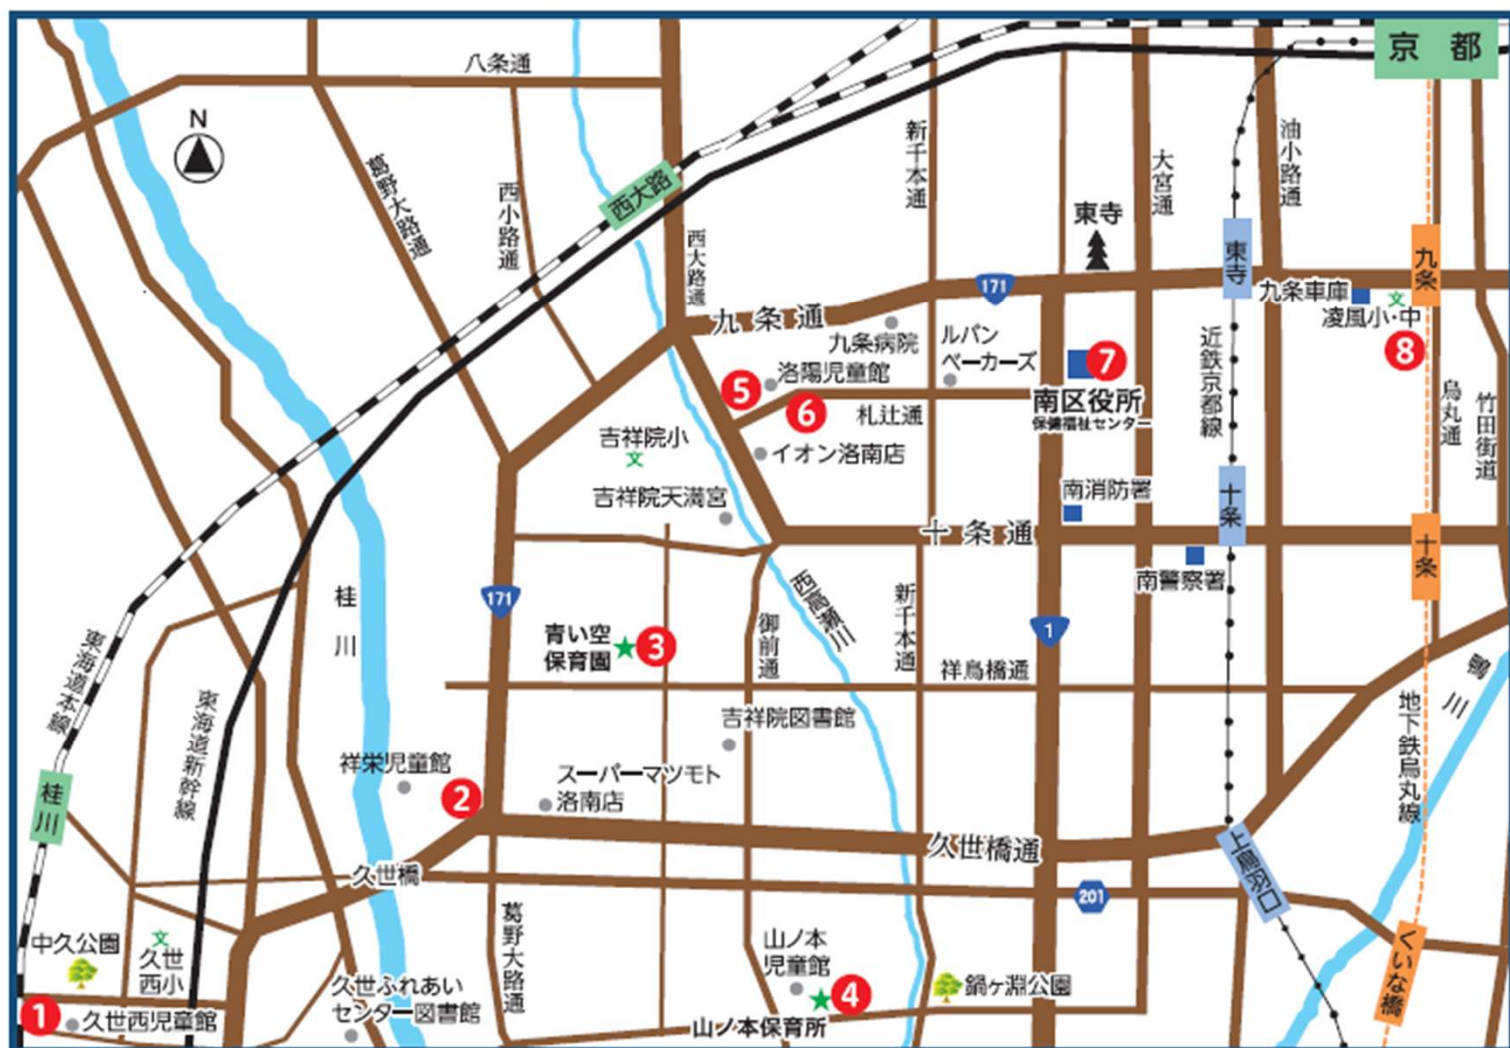 京都
八条通
N
葛野大路通
西小路通
西大路
西大路通
新千本通
大宮通
油小路通
東寺
東寺
九条
171
九条車庫
凌風小・中
8
九条通
九条病院
ルパン
ベーカーズ
7
洛陽児童館
5
6
札辻通
南区役所
保健福祉センター
近鉄京都線
烏丸通
竹田街道
吉祥院小
文
文
イオン洛南店
吉祥院天満宮
南消防署
十条
十条通
十条
南警察署
171
桂川
西高瀬川
御前通
新千本通
1
青い空
保育園
3
祥鳥橋通
東海道本線
東海道新幹線
吉祥院図書館
地下鉄烏丸線
鴨川
祥栄児童館
2
スーパーマツモト
洛南店
桂川
久世橋通
久世橋
上鳥羽口
201
中久公園
文
久世
西小
葛野大路通
山ノ本
児童館
4
鍋ヶ淵公園
くいな橋
久世ふれあい
センター図書館
1
久世西児童館
山ノ本保育所